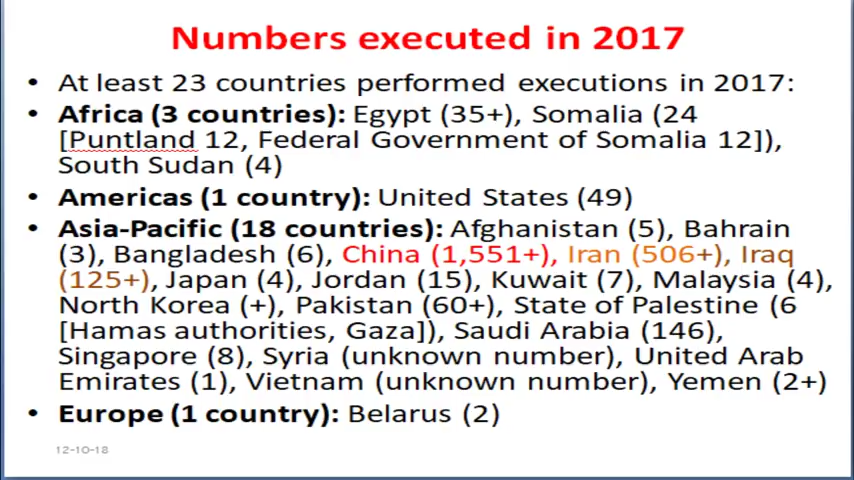 Numbers executed in 2017
• At least 23 countries performed executions in 2017:
• Africa (3 countries): Egypt (35+), Somalia (24
[Puntland 12, Federal Government of Somalia 12]),
South Sudan (4)
• Americas (1 country): United States (49)
• Asia-Pacific (18 countries): Afghanistan (5), Bahrain
(3), Bangladesh (6), China (1,551+), Iran (506+), Iraq
(125+), Japan (4), Jordan (15), Kuwait (7), Malaysia (4),
North Korea (+), Pakistan (60+), State of Palestine (6
[Hamas authorities, Gaza]), Saudi Arabia (146),
Singapore (8), Syria (unknown number), United Arab
Emirates (1), Vietnam (unknown number), Yemen (2+)
• Europe (1 country): Belarus (2)
12-10-18